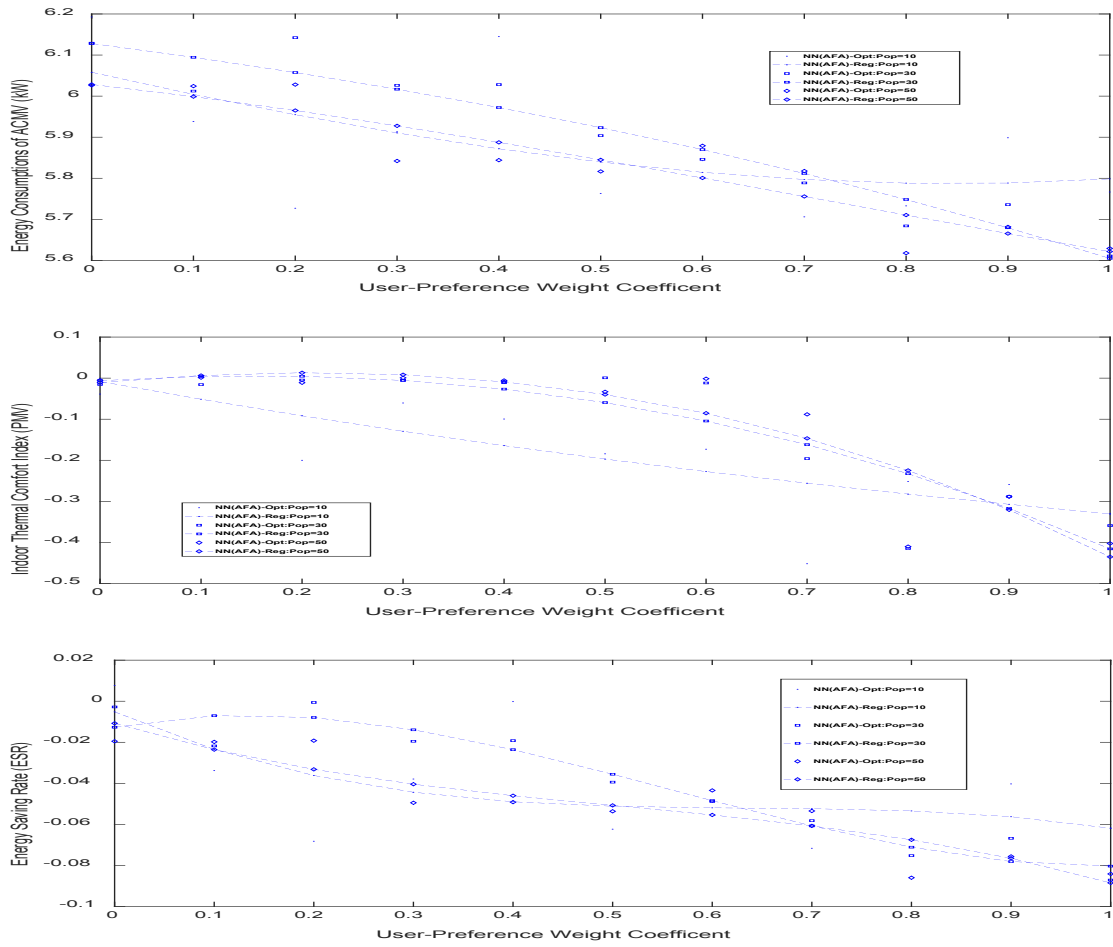 6.2
6.1
6
5.9
5.8
5.7
5.6
Energy Consumptions of ACMV (kW)
NN(AFA)-Opt:Pop=10
NN(AFA)-Reg:Pop=10
NN(AFA)-Opt:Pop=30
NN(AFA)-Reg:Pop=30
NN(AFA)-Opt:Pop=50
NN(AFA)-Reg:Pop=50
0 0.1 0.2 0.3 0.4 0.5 0.6 0.7 0.8 0.9 1
User-Preference Weight Coefficent
0.1
0
-0.1
-0.2
-0.3
-0.4
-0.5
Indoor Thermal Comfort Index (PMV)
NN(AFA)-Opt:Pop=10
NN(AFA)-Reg:Pop=10
NN(AFA)-Opt:Pop=30
NN(AFA)-Reg:Pop=30
NN(AFA)-Opt:Pop=50
NN(AFA)-Reg:Pop=50
0 0.1 0.2 0.3 0.4 0.5 0.6 0.7 0.8 0.9 1
User-Preference Weight Coefficent
0.02
0
-0.02
-0.04
-0.06
-0.08
-0.1
Energy Saving Rate (ESR)
NN(AFA)-Opt:Pop=10
NN(AFA)-Reg:Pop=10
NN(AFA)-Opt:Pop=30
NN(AFA)-Reg:Pop=30
NN(AFA)-Opt:Pop=50
NN(AFA)-Reg:Pop=50
0 0.1 0.2 0.3 0.4 0.5 0.6 0.7 0.8 0.9 1
User-Preference Weight Coefficent